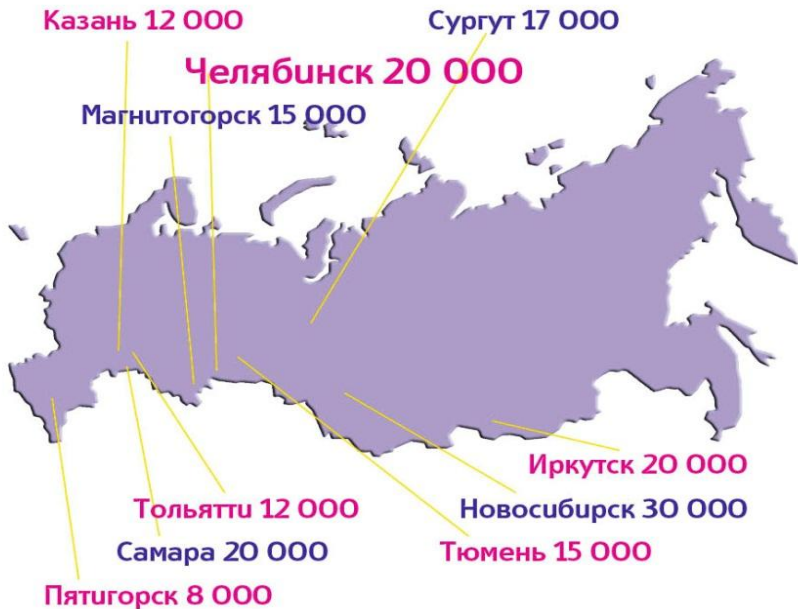 Казань 12 000
Сургут 17 000
Челябинск 20 000
Магнитогорск 15 000
Иркутск 20 000
Тольятти 12 000
Новосибирск 30 000
Самара 20 000
Тюмень 15 000
Пятигорск 8 000